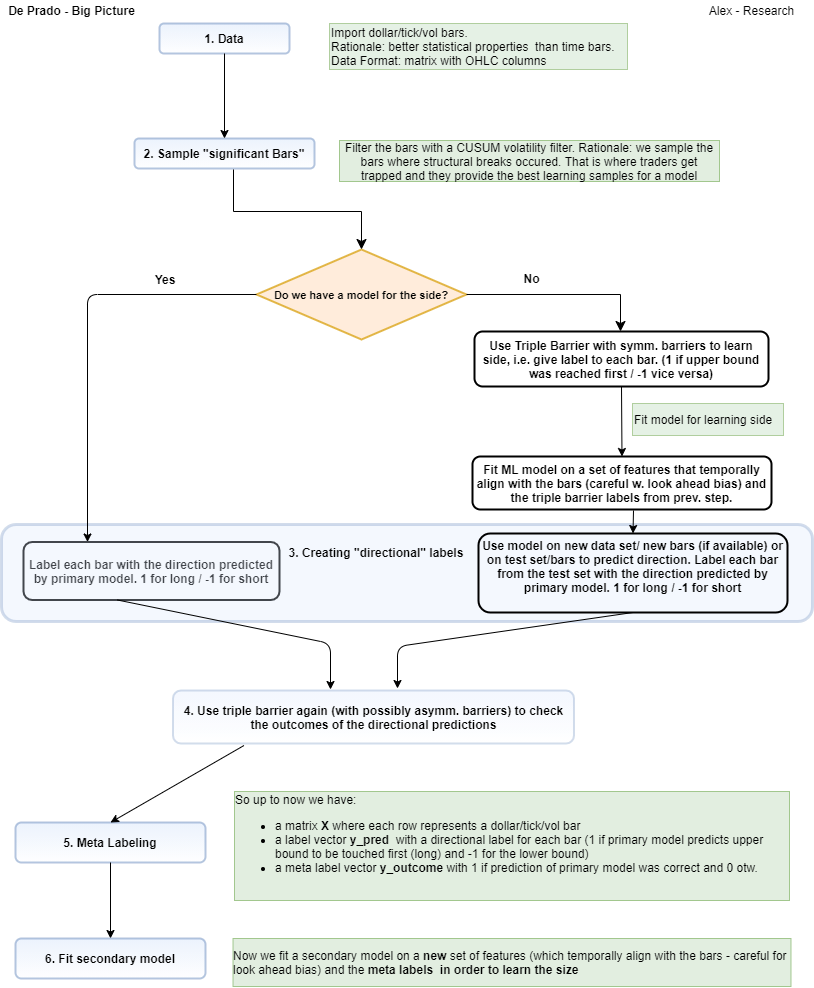 De Prado - Big Picture
Alex - Research
1. Data
Import dollar/tick/vol bars.
Rationale: better statistical properties than time bars.
Data Format: matrix with OHLC columns
2. Sample "significant Bars"
Filter the bars with a CUSUM volatility filter. Rationale: we sample the
bars where structural breaks occured. That is where traders get
trapped and they provide the best learning samples for a model
Do we have a model for the side?
Yes
No
Use Triple Barrier with symm. barriers to learn
side, i.e. give label to each bar. (1 if upper bound
was reached first / -1 vice versa)
Fit model for learning side
Fit ML model on a set of features that temporally
align with the bars (careful w. look ahead bias) and
the triple barrier labels from prev. step.
3. Creating "directional" labels
Label each bar with the direction predicted
by primary model. 1 for long / -1 for short
Use model on new data set/ new bars (if available) or
on test set/bars to predict direction. Label each bar
from the test set with the direction predicted by
primary model. 1 for long / -1 for short
4. Use triple barrier again (with possibly asymm. barriers) to check
the outcomes of the directional predictions
5. Meta Labeling
So up to now we have:
• a matrix X where each row represents a dollar/tick/vol bar
• a label vector y_pred with a directional label for each bar (1 if primary model predicts upper
bound to be touched first (long) and -1 for the lower bound)
• a meta label vector y_outcome with 1 if prediction of primary model was correct and 0 otw.
6. Fit secondary model
Now we fit a secondary model on a new set of features (which temporally align with the bars - careful for
look ahead bias) and the meta labels in order to learn the size